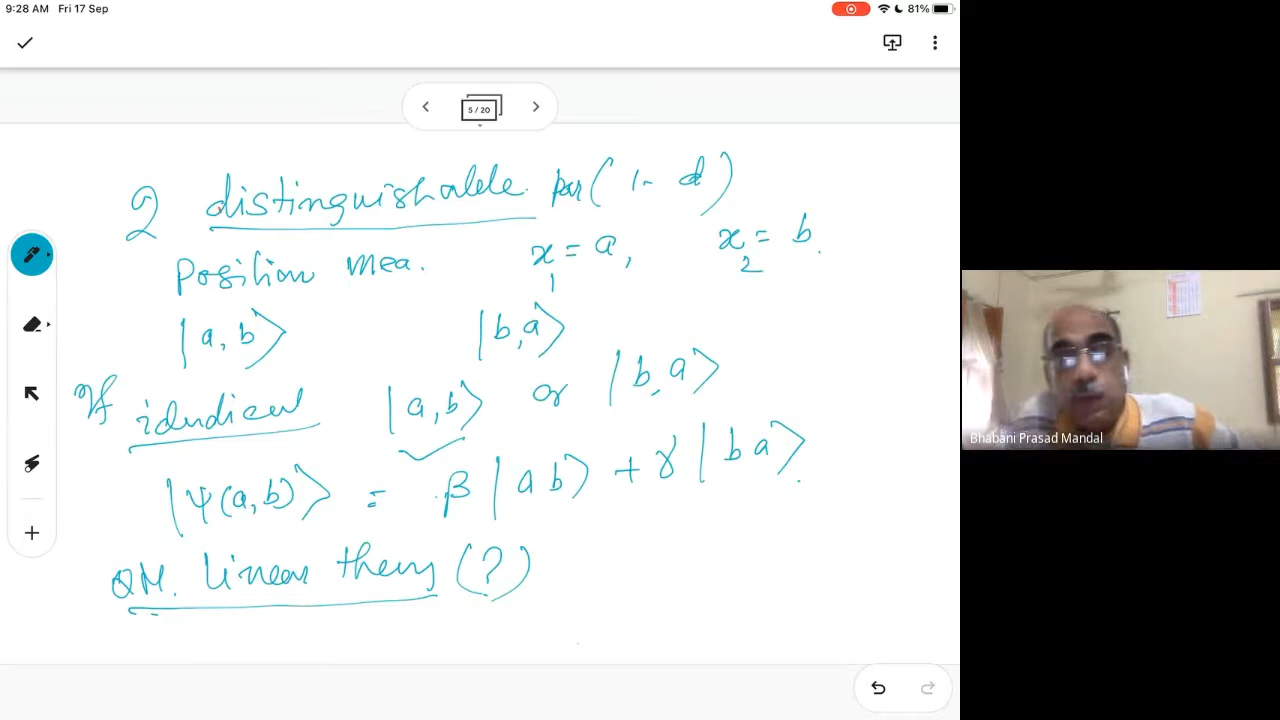 9:28 AM Fri 17 Sep
81%
5 / 20
2 distinguishable par ( 1- d )
Position mea. x₁ = a, x₂ = b.
|a, b⟩ |b, a⟩
If identical |a, b⟩ or |b, a⟩
|Ψ(a, b)⟩ = β |a b⟩ + γ |b a⟩.
QM. linear theory (?)
Bhabani Prasad Mandal